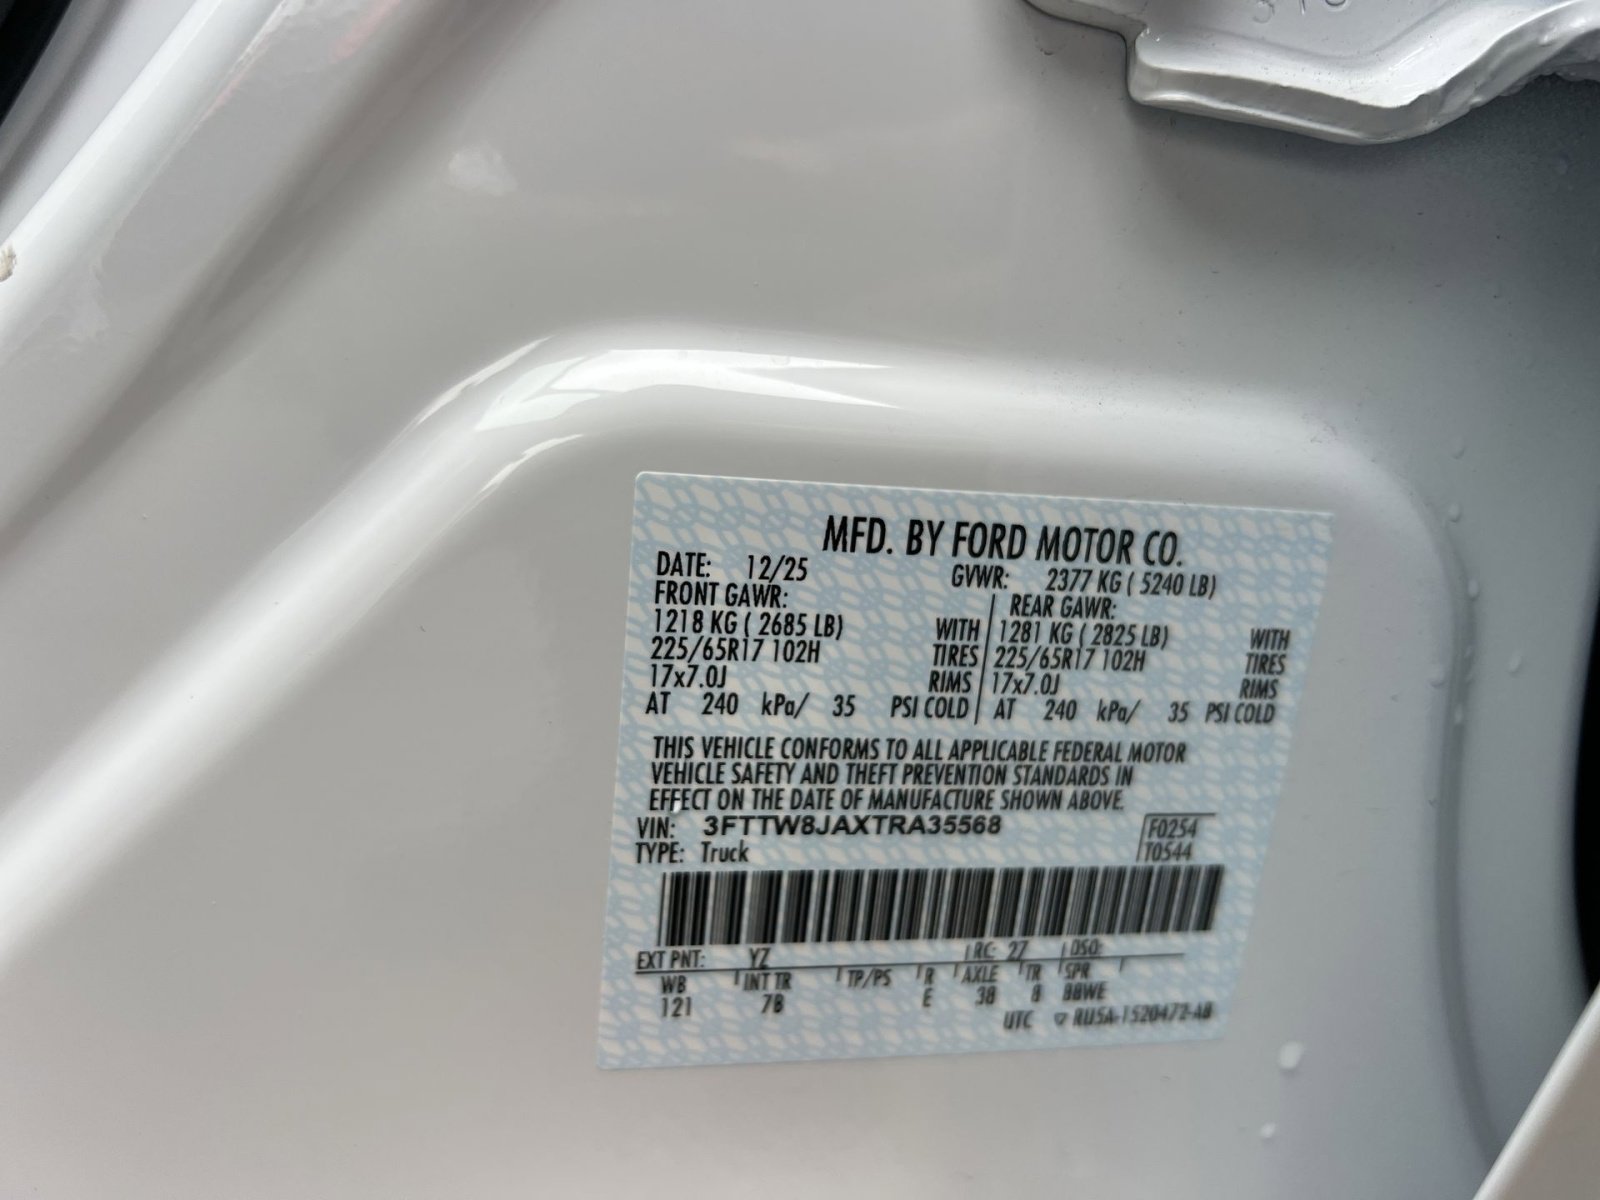 MFD. BY FORD MOTOR CO.
DATE: 12/25 GVWR: 2377 KG ( 5240 LB)
FRONT GAWR: REAR GAWR:
1218 KG ( 2685 LB) WITH 1281 KG ( 2825 LB) WITH
225/65R17 102H TIRES 225/65R17 102H TIRES
17x7.0J RIMS 17x7.0J RIMS
AT 240 kPa/ 35 PSI COLD AT 240 kPa/ 35 PSI COLD
THIS VEHICLE CONFORMS TO ALL APPLICABLE FEDERAL MOTOR
VEHICLE SAFETY AND THEFT PREVENTION STANDARDS IN
EFFECT ON THE DATE OF MANUFACTURE SHOWN ABOVE.
VIN: 3FTTW8JAXTRA35568 F0254
TYPE: Truck T0544
EXT PNT: YZ RC: 27 DSO:
WB INT TR TP/PS R AXLE TR SPR
121 7B E 38 8 BBWE
UTC RU5A-1520472-AB